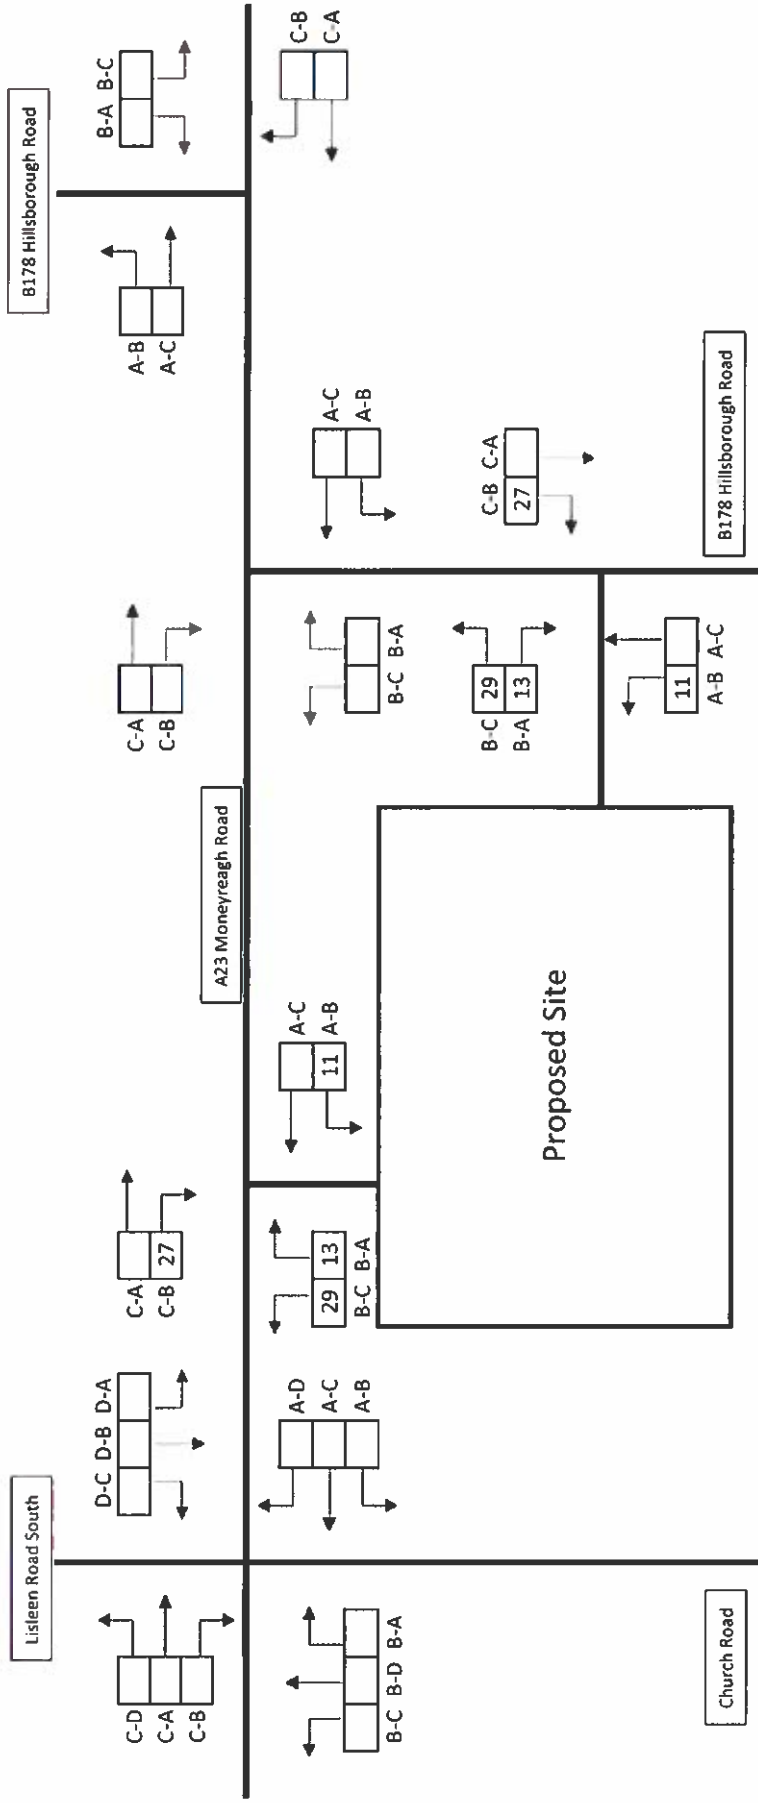 Lisleen Road South
B178 Hillsborough Road
D-C D-B D-A
B-A B-C
C-D
C-A
C-B
C-A
C-B
27
C-A
C-B
A-B
A-C
A23 Moneyreagh Road
A-D
A-C
A-B
29
13
B-C B-A
A-C
A-B
11
C-B
C-A
A-C
A-B
B-C B-D B-A
B-C B-A
C-B C-A
27
B-C
29
B-A
13
Proposed Site
11
A-B A-C
Church Road
B178 Hillsborough Road